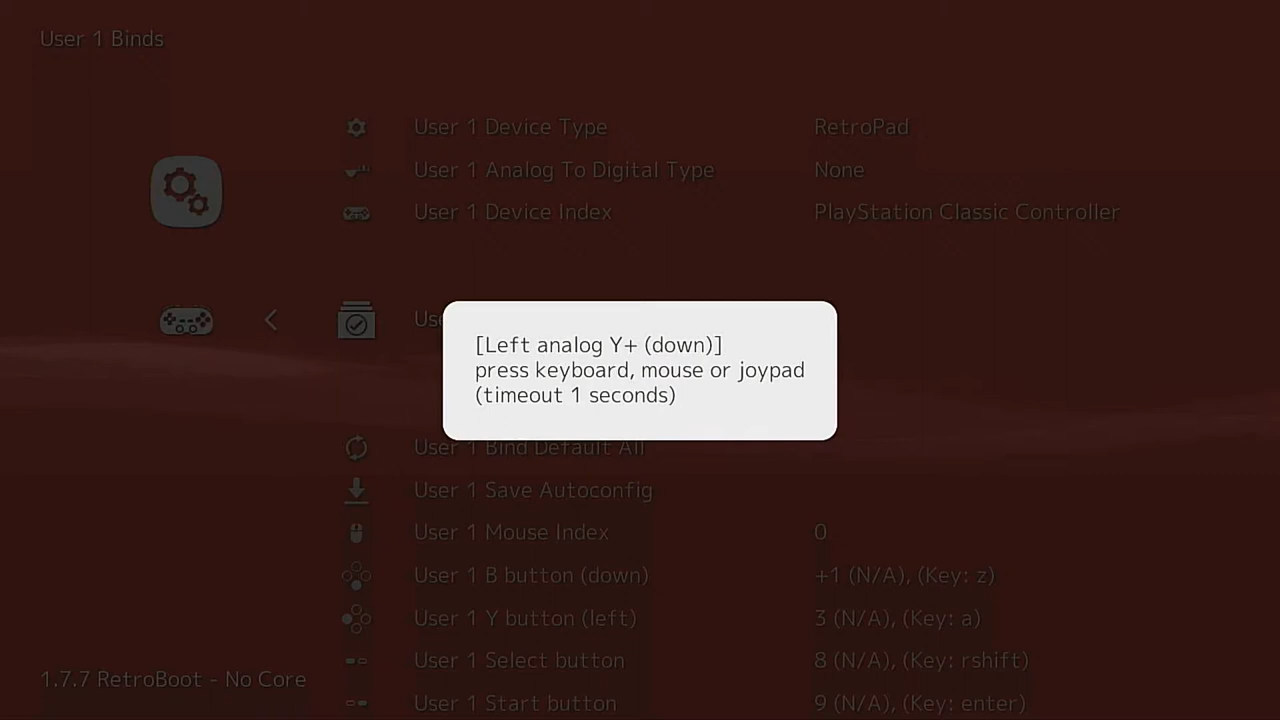 User 1 Binds
User 1 Device Type RetroPad
User 1 Analog To Digital Type None
User 1 Device Index PlayStation Classic Controller
Use
[Left analog Y+ (down)]
press keyboard, mouse or joypad
(timeout 1 seconds)
User 1 Bind Default All
User 1 Save Autoconfig
User 1 Mouse Index 0
User 1 B button (down) +1 (N/A), (Key: z)
User 1 Y button (left) 3 (N/A), (Key: a)
User 1 Select button 8 (N/A), (Key: rshift)
1.7.7 RetroBoot - No Core
User 1 Start button 9 (N/A), (Key: enter)